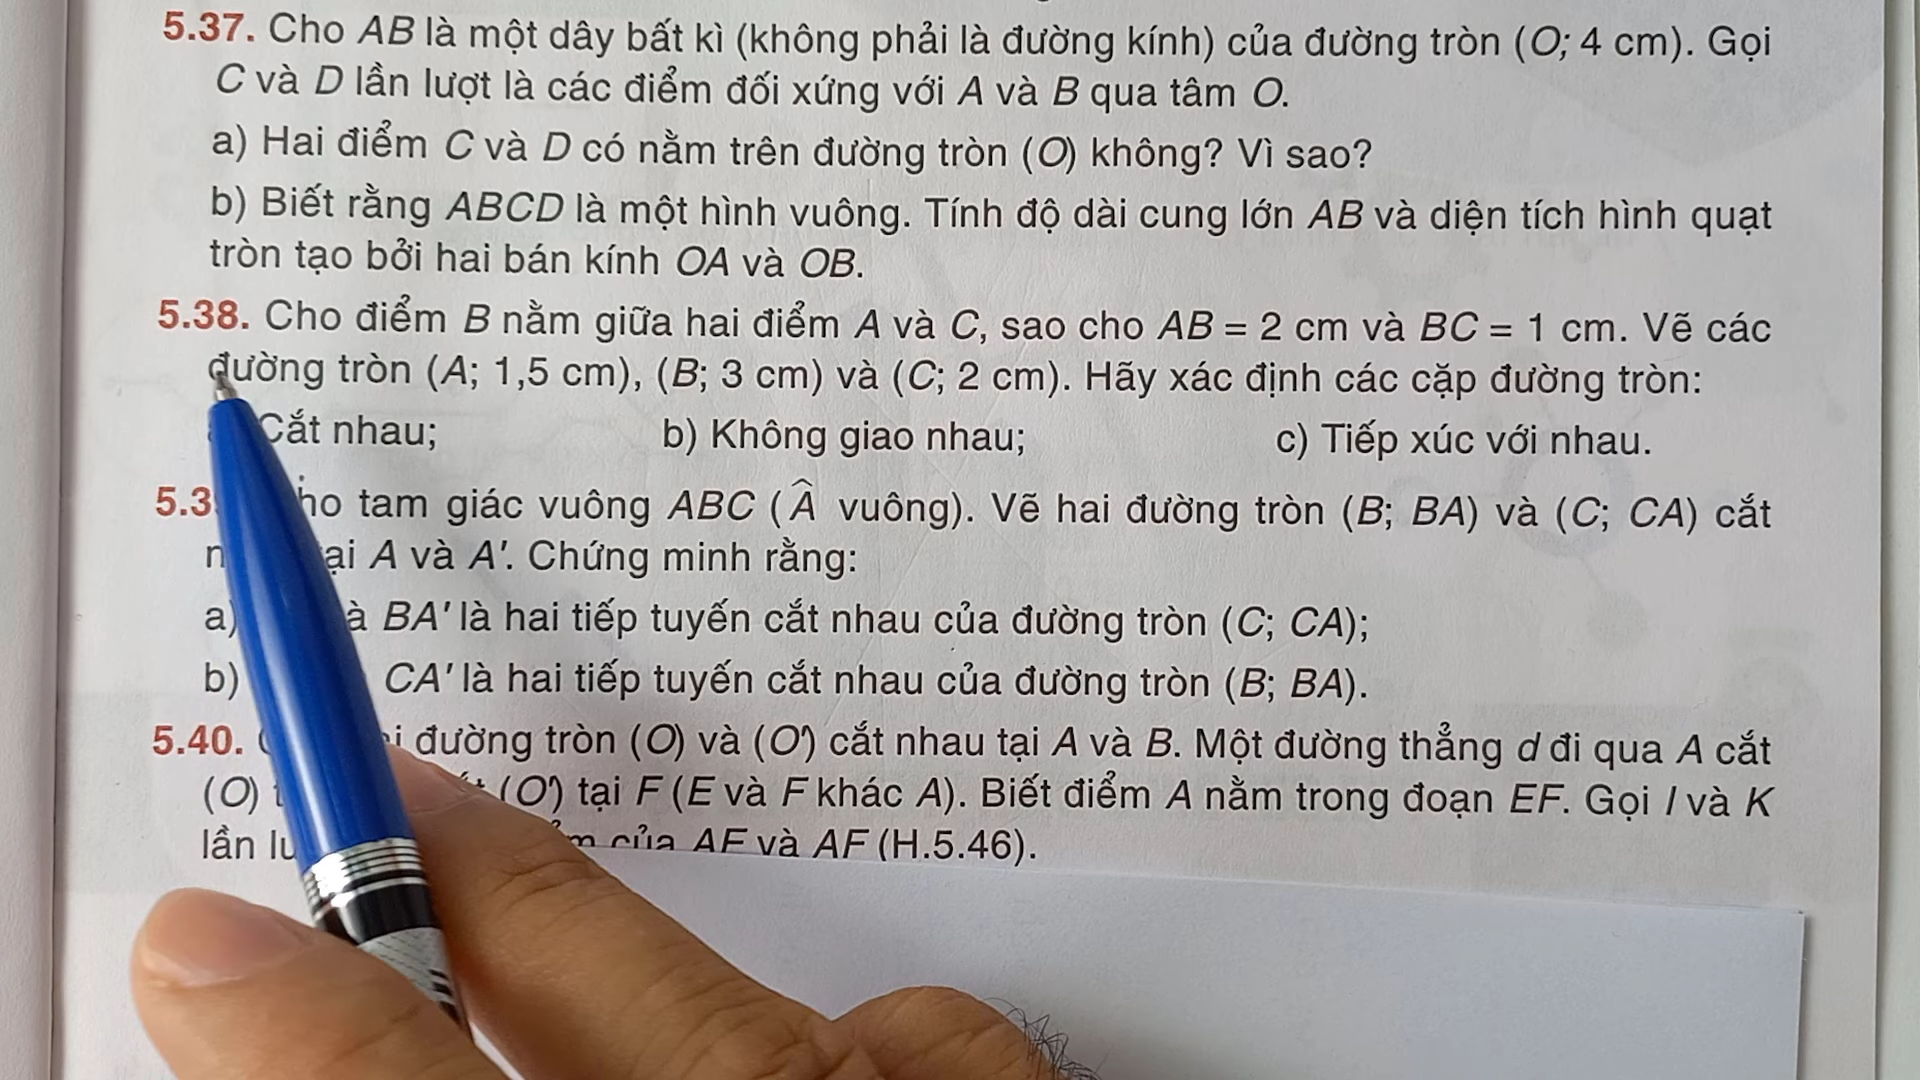 5.37. Cho AB là một dây bất kì (không phải là đường kính) của đường tròn (O; 4 cm). Gọi
C và D lần lượt là các điểm đối xứng với A và B qua tâm O.
a) Hai điểm C và D có nằm trên đường tròn (O) không? Vì sao?
b) Biết rằng ABCD là một hình vuông. Tính độ dài cung lớn AB và diện tích hình quạt
tròn tạo bởi hai bán kính OA và OB.
5.38. Cho điểm B nằm giữa hai điểm A và C, sao cho AB = 2 cm và BC = 1 cm. Vẽ các
đường tròn (A; 1,5 cm), (B; 3 cm) và (C; 2 cm). Hãy xác định các cặp đường tròn:
Cắt nhau; b) Không giao nhau; c) Tiếp xúc với nhau.
5.3 tam giác vuông ABC (Â vuông). Vẽ hai đường tròn (B; BA) và (C; CA) cắt
A và A'. Chứng minh rằng:
a) BA' là hai tiếp tuyến cắt nhau của đường tròn (C; CA);
b) CA' là hai tiếp tuyến cắt nhau của đường tròn (B; BA).
5.40. đường tròn (O) và (O') cắt nhau tại A và B. Một đường thẳng d đi qua A cắt
(O) (O') tại F (E và F khác A). Biết điểm A nằm trong đoạn EF. Gọi I và K
lần của AE và AF (H.5.46).